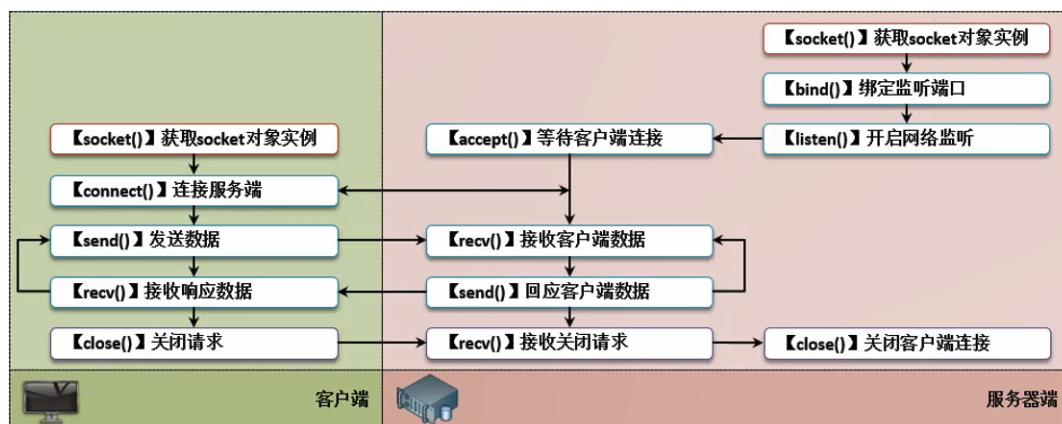 【socket()】获取socket对象实例
【bind()】绑定监听端口
【socket()】获取socket对象实例
【accept()】等待客户端连接
【listen()】开启网络监听
【connect()】连接服务端
【send()】发送数据
【recv()】接收客户端数据
【recv()】接收响应数据
【send()】回应客户端数据
【close()】关闭请求
【recv()】接收关闭请求
【close()】关闭客户端连接
客户端
服务器端